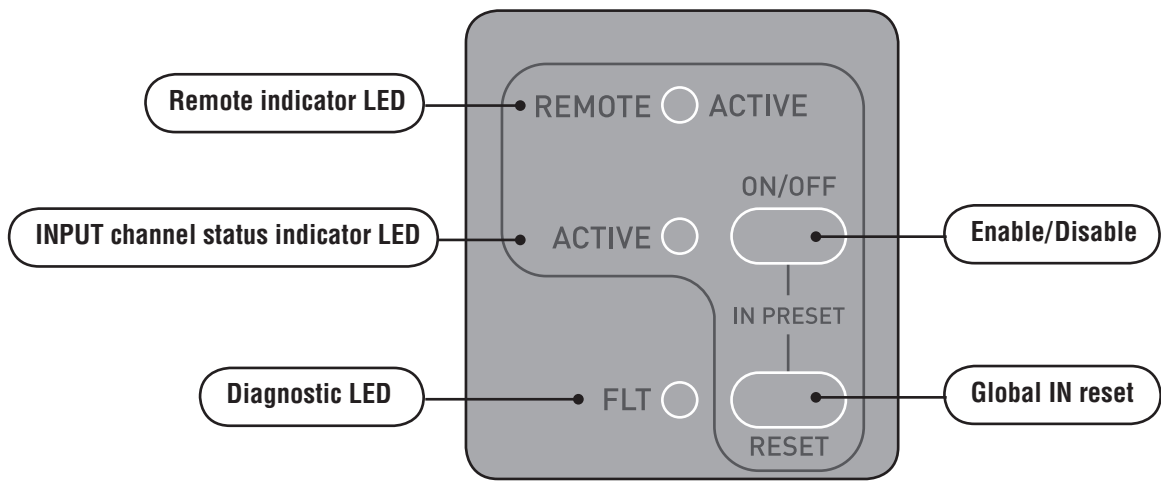 Remote indicator LED
REMOTE ACTIVE
ON/OFF
INPUT channel status indicator LED
ACTIVE
Enable/Disable
IN PRESET
Diagnostic LED
FLT
Global IN reset
RESET